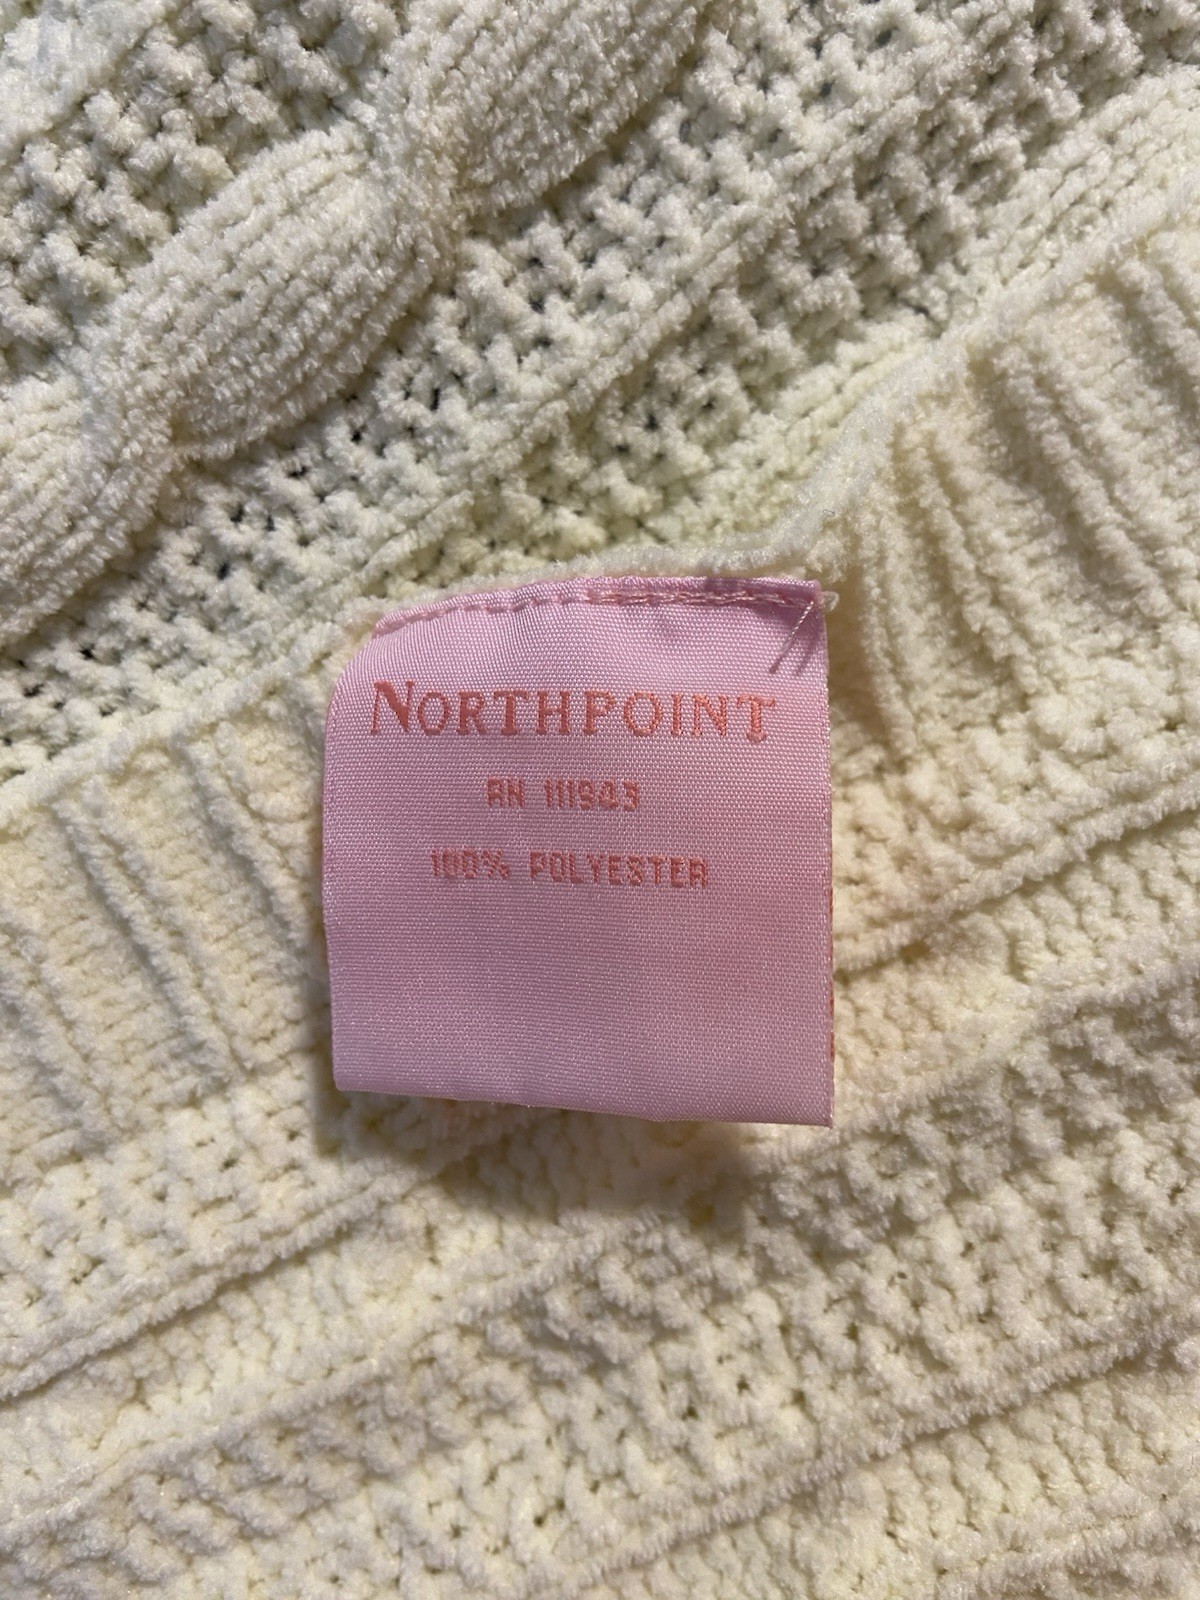 NORTHPOINT
RN 111943
100% POLYESTER